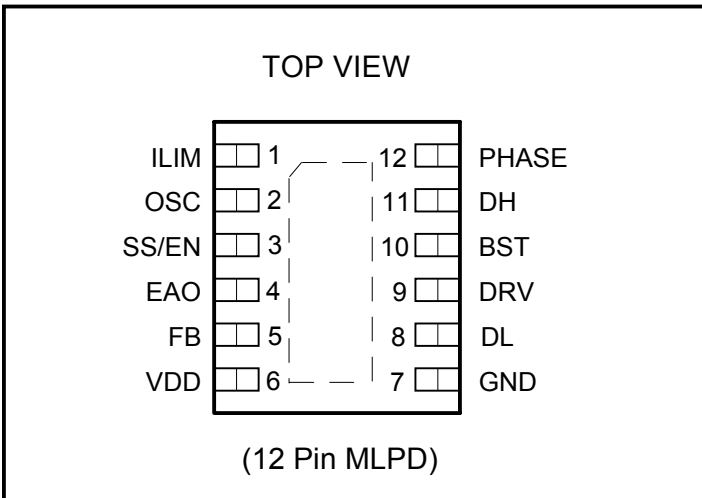 TOP VIEW
ILIM 1 12 PHASE
OSC 2 11 DH
SS/EN 3 10 BST
EAO 4 9 DRV
FB 5 8 DL
VDD 6 7 GND
(12 Pin MLPD)